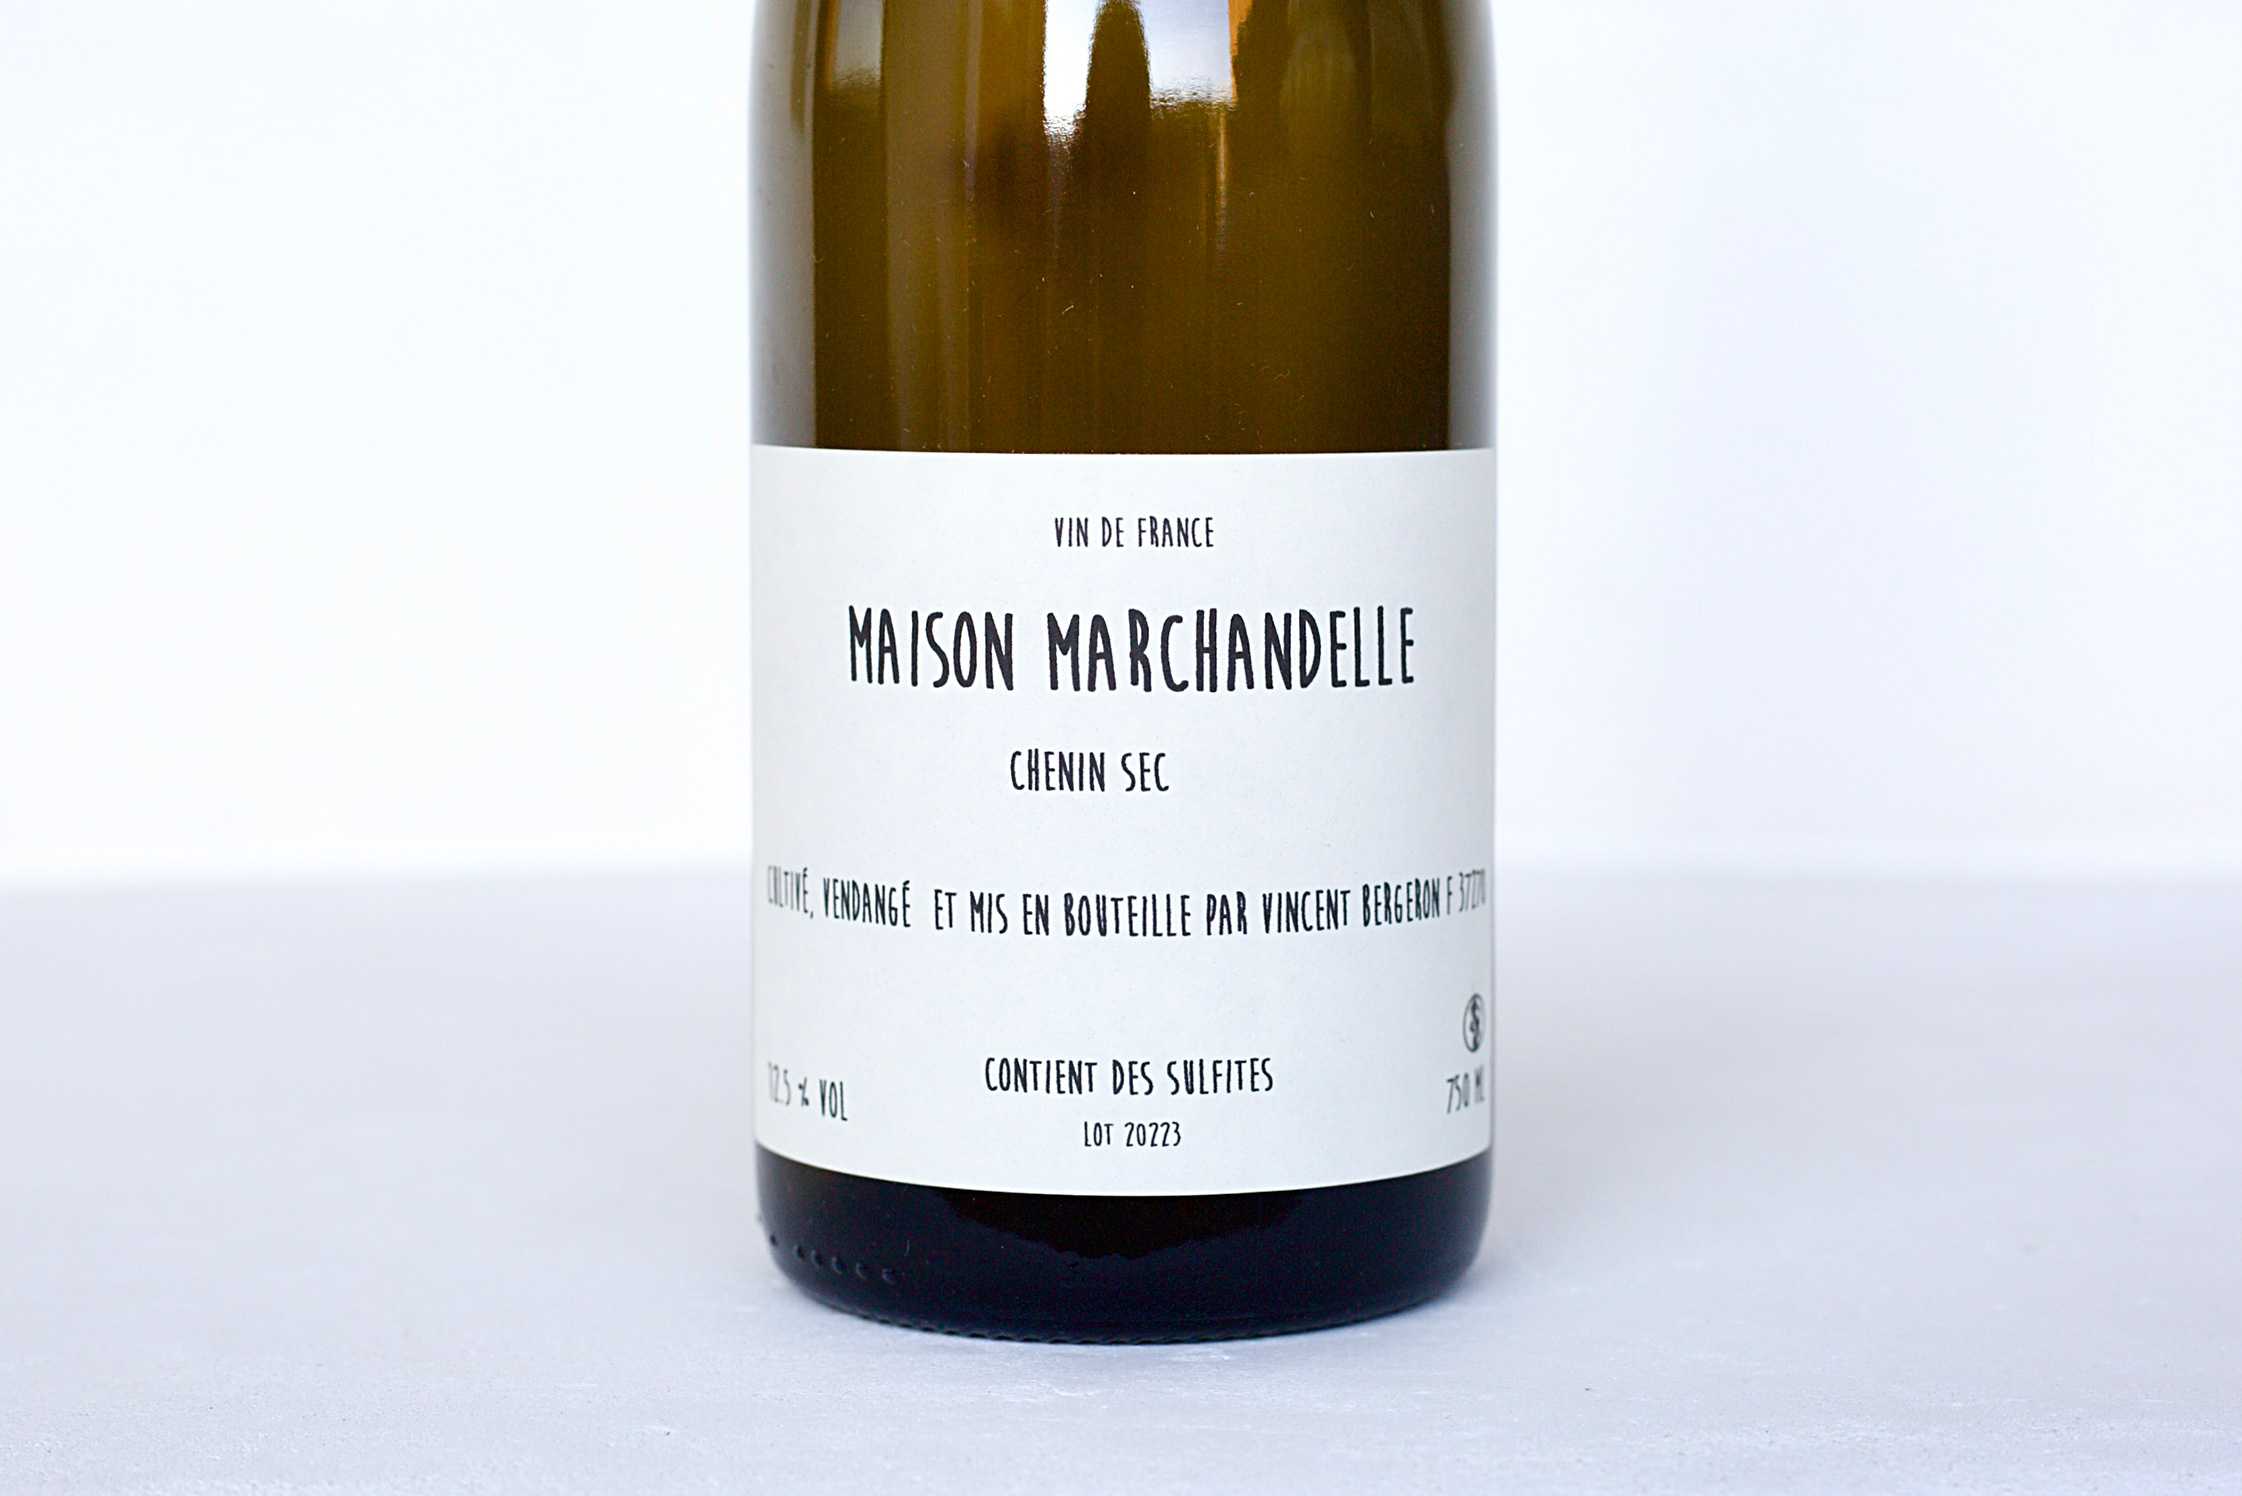 VIN DE FRANCE
MAISON MARCHANDELLE
CHENIN SEC
CULTIVÉ, VENDANGÉ ET MIS EN BOUTEILLE PAR VINCENT BERGERON F 37270
12.5 % VOL
CONTIENT DES SULFITES
750 ML
LOT 20223